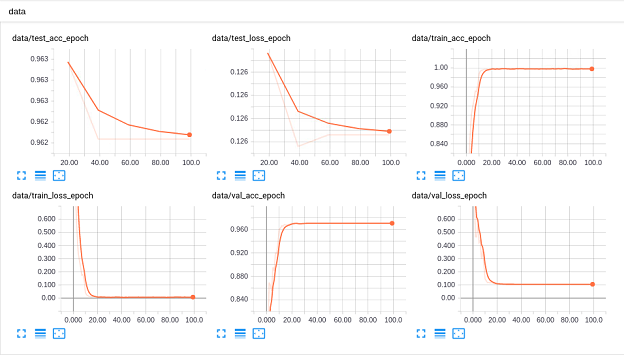 data
data/test_acc_epoch
0.963
0.963
0.963
0.962
0.962
20.00 40.00 60.00 80.00 100.0
data/test_loss_epoch
0.126
0.126
0.126
0.126
20.00 40.00 60.00 80.00 100.0
data/train_acc_epoch
1.00
0.960
0.920
0.880
0.840
0.000 20.00 40.00 60.00 80.00 100.0
data/train_loss_epoch
0.600
0.500
0.400
0.300
0.200
0.100
0.00
0.000 20.00 40.00 60.00 80.00 100.0
data/val_acc_epoch
0.960
0.920
0.880
0.840
0.000 20.00 40.00 60.00 80.00 100.0
data/val_loss_epoch
0.600
0.500
0.400
0.300
0.200
0.100
0.00
0.000 20.00 40.00 60.00 80.00 100.0